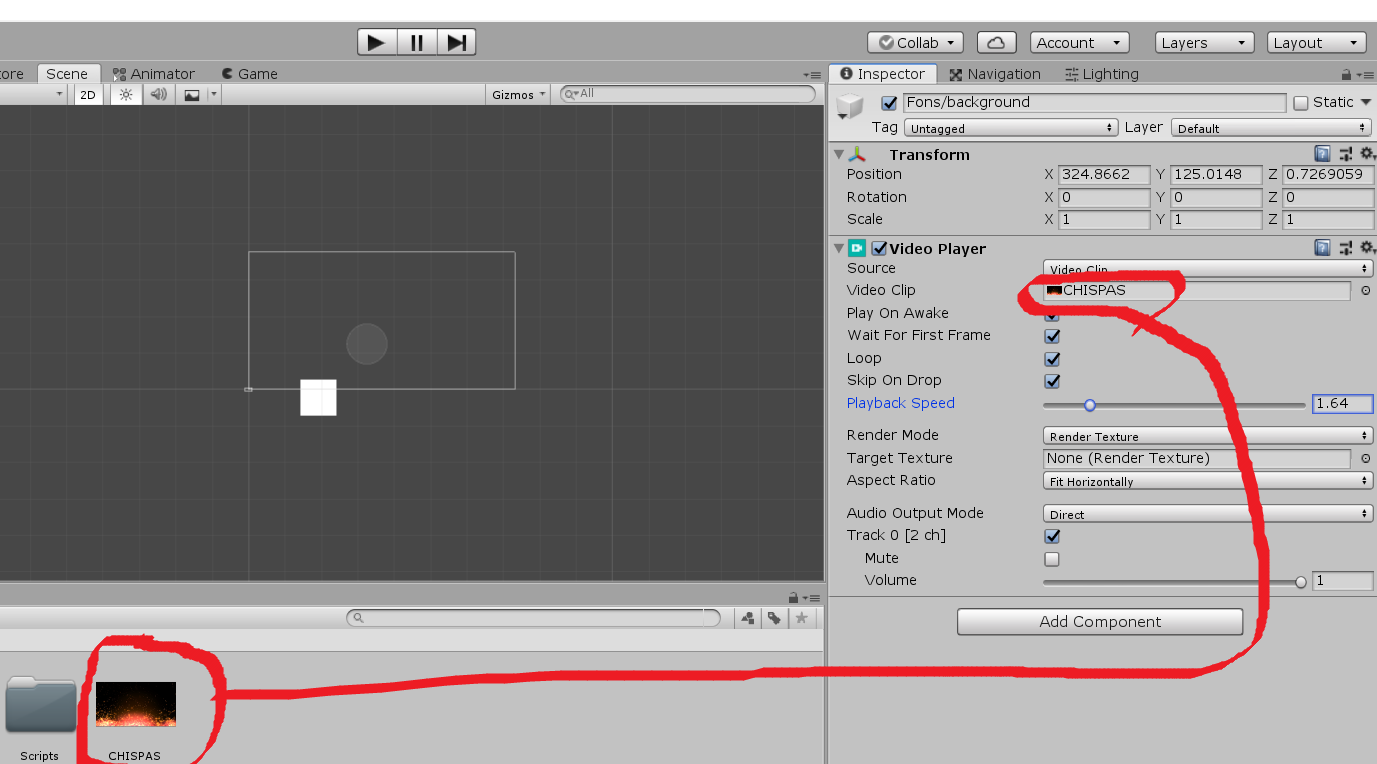 Collab
Account
Layers
Layout
ore
Scene
Animator
Game
Inspector
Navigation
Lighting
2D
Gizmos
All
Fons/background
Static
Tag
Untagged
Layer
Default
Transform
Position
X 324.8662 Y 125.0148 Z 0.7269059
Rotation
X 0 Y 0 Z 0
Scale
X 1 Y 1 Z 1
Video Player
Source
Video Clip
Video Clip
CHISPAS
Play On Awake
Wait For First Frame
Loop
Skip On Drop
Playback Speed
1.64
Render Mode
Render Texture
Target Texture
None (Render Texture)
Aspect Ratio
Fit Horizontally
Audio Output Mode
Direct
Track 0 [2 ch]
Mute
Volume
1
Add Component
Scripts
CHISPAS